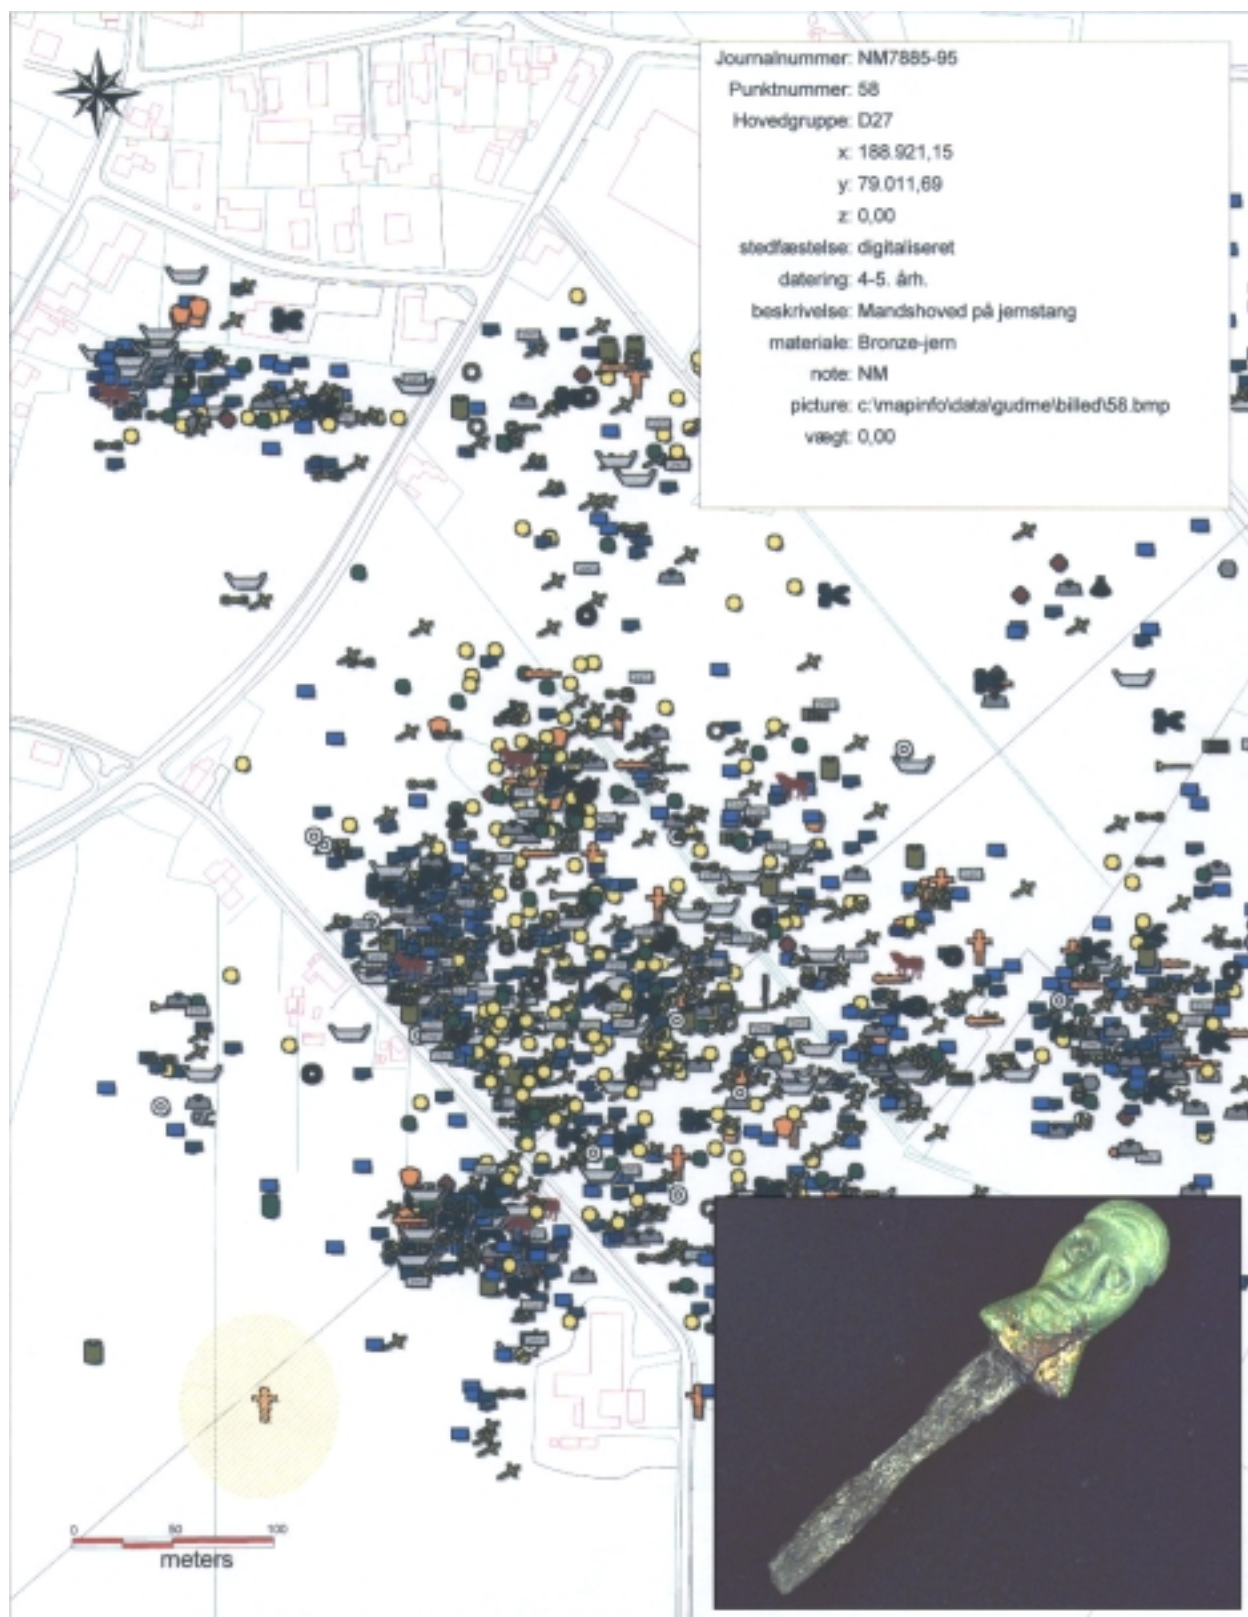 Journalnummer: NM7885-95
Punktnummer: 58
Hovedgruppe: D27
x: 188.921,15
y: 79.011,69
z: 0,00
stedfæstelse: digitaliseret
datering: 4-5. årh.
beskrivelse: Mandshoved på jernstang
materiale: Bronze-jern
note: NM
picture: c:\mapinfo\data\gudme\billed\58.bmp
vægt: 0,00
0 50 100
meters